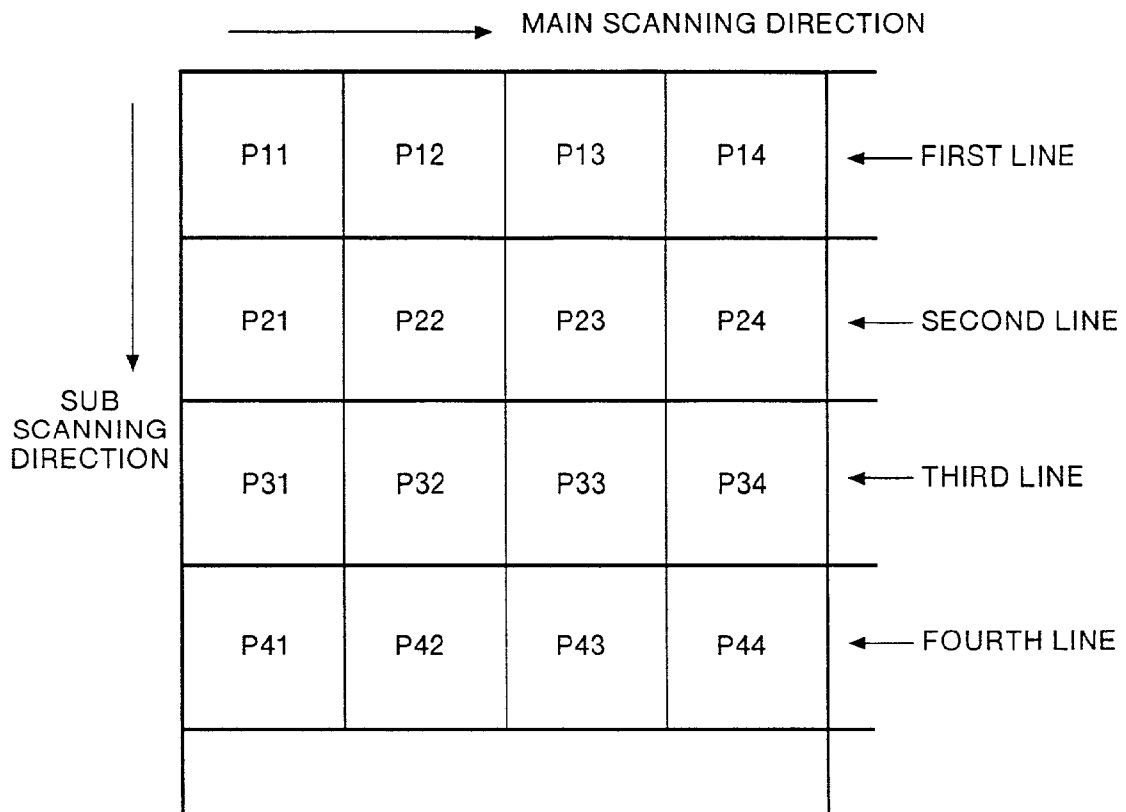 MAIN SCANNING DIRECTION
P11 P12 P13 P14 FIRST LINE
P21 P22 P23 P24 SECOND LINE
SUB
SCANNING
DIRECTION
P31 P32 P33 P34 THIRD LINE
P41 P42 P43 P44 FOURTH LINE